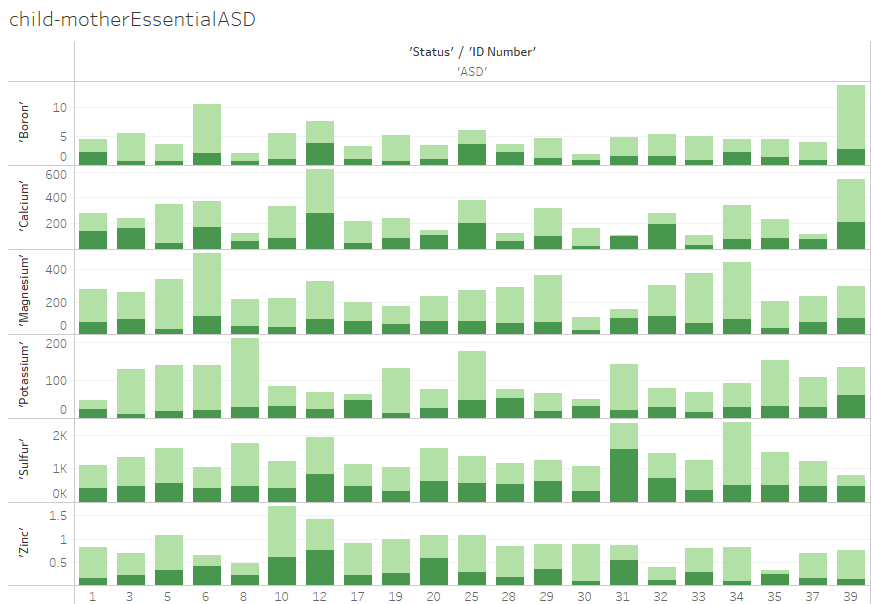 child-motherEssentialASD
'Status' / 'ID Number'
'ASD'
'Boron'
10
5
0
'Calcium'
600
400
200
'Magnesium'
400
200
0
'Potassium'
200
100
0
'Sulfur'
2K
1K
0K
'Zinc'
1.5
1
0.5
1 3 5 6 8 10 12 17 19 20 25 28 29 30 31 32 33 34 35 37 39